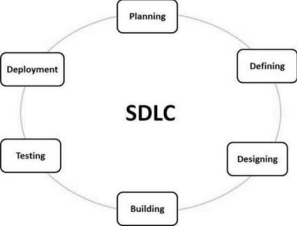 Planning
Deployment
Defining
SDLC
Testing
Designing
Building